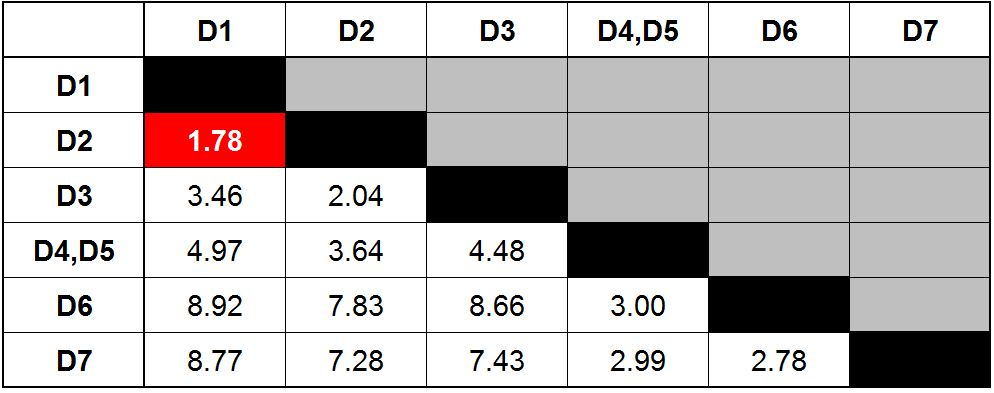 D1 D2 D3 D4,D5 D6 D7
D1
D2 1.78
D3 3.46 2.04
D4,D5 4.97 3.64 4.48
D6 8.92 7.83 8.66 3.00
D7 8.77 7.28 7.43 2.99 2.78